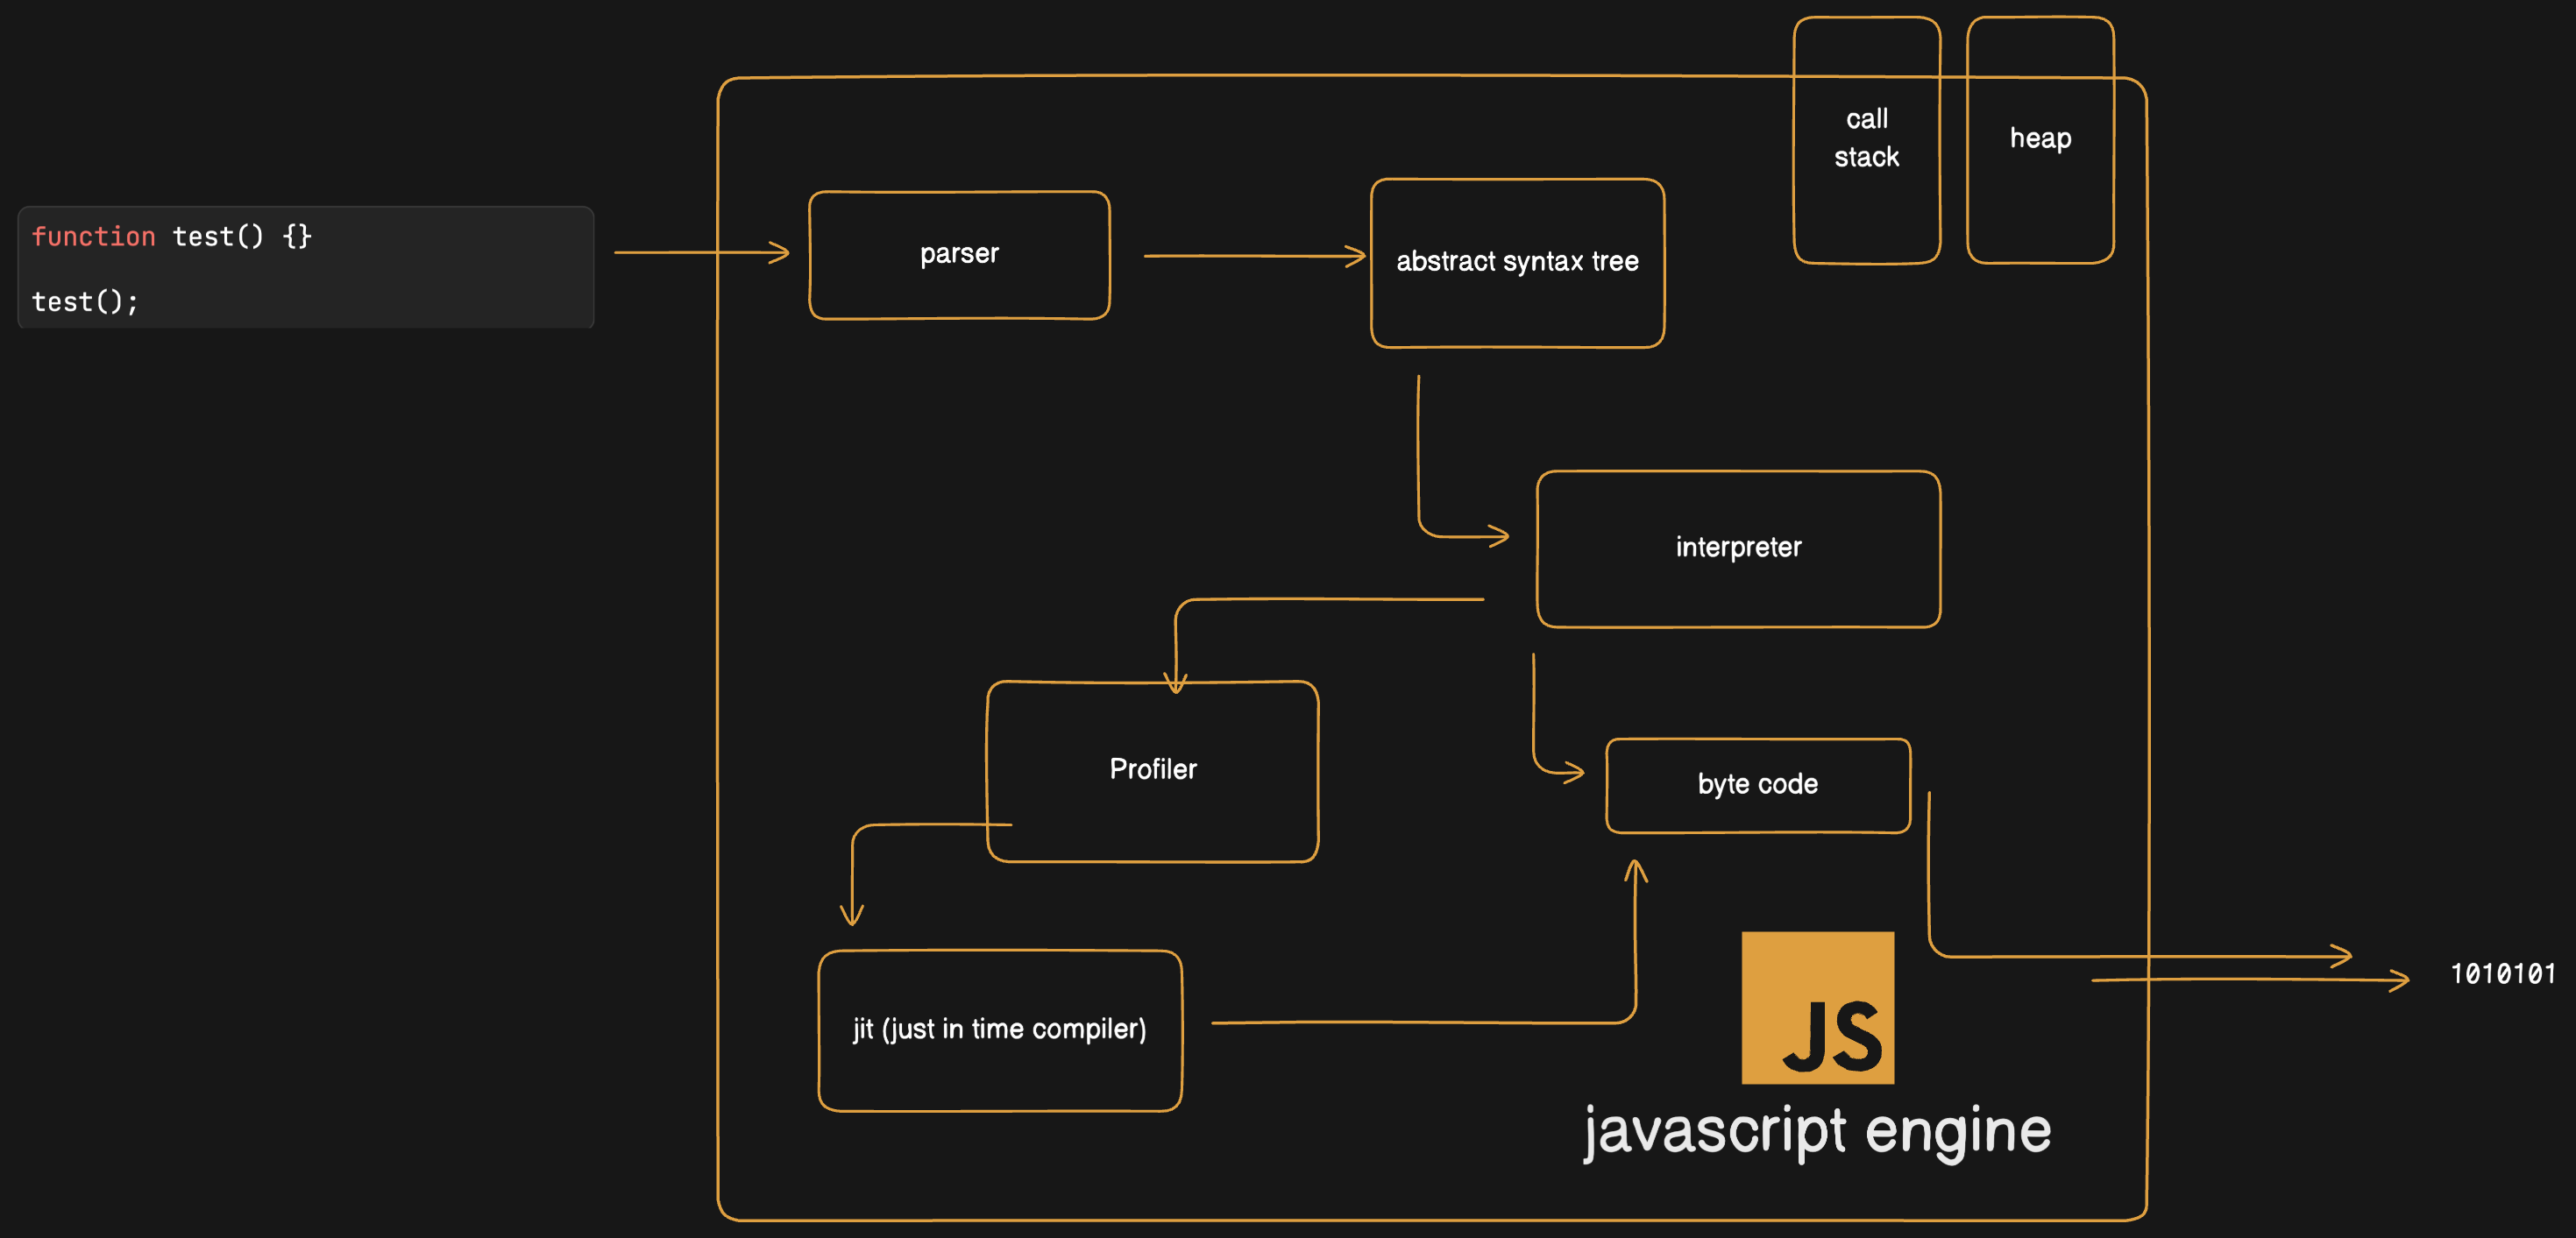 call
stack
heap
function test() {}
test();
parser
abstract syntax tree
interpreter
Profiler
byte code
jit (just in time compiler)
JS
javascript engine
1010101